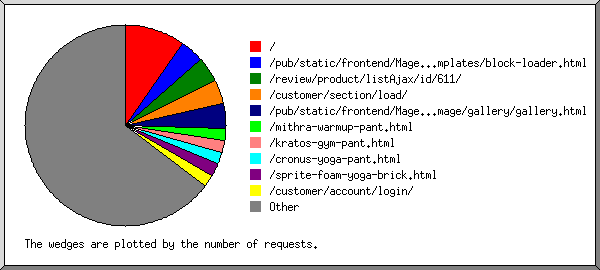 /
/pub/static/frontend/Mage...mplates/block-loader.html
/review/product/listAjax/id/611/
/customer/section/load/
/pub/static/frontend/Mage...mage/gallery/gallery.html
/mithra-warmup-pant.html
/kratos-gym-pant.html
/cronus-yoga-pant.html
/sprite-foam-yoga-brick.html
/customer/account/login/
Other
The wedges are plotted by the number of requests.